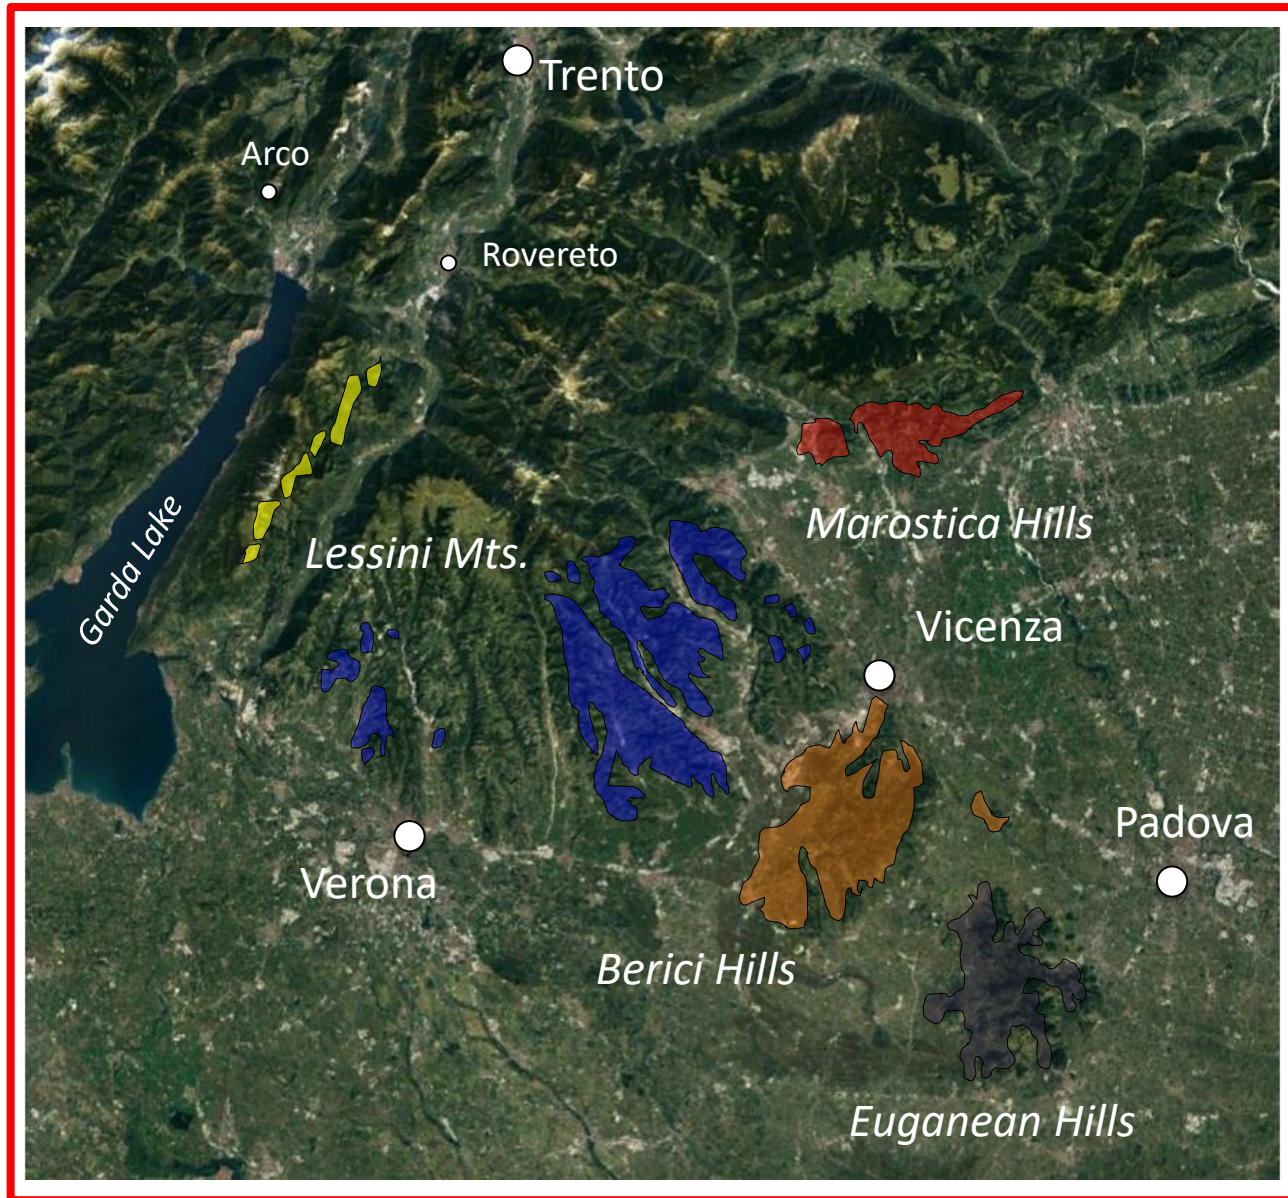 Trento
Arco
Rovereto
Garda Lake
Lessini Mts.
Marostica Hills
Vicenza
Verona
Padova
Berici Hills
Euganean Hills